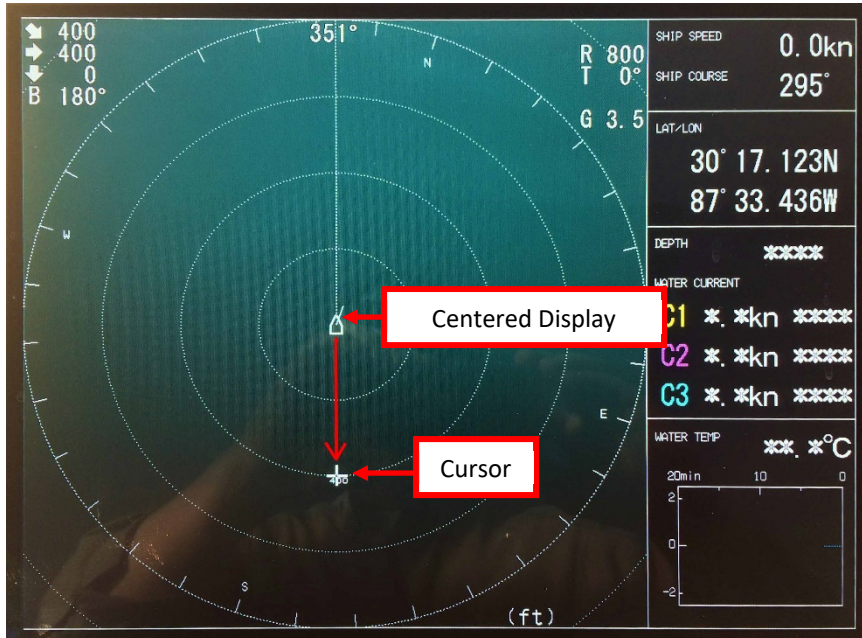 400
400
0
B 180°
351°
R 800
T 0°
G 3.5
N
W
E
S
Centered Display
Cursor
400
(ft)
SHIP SPEED
0.0kn
SHIP COURSE
295°
LAT/LON
30° 17.123N
87° 33.436W
DEPTH
****
WATER CURRENT
C1 *.*kn ****
C2 *.*kn ****
C3 *.*kn ****
WATER TEMP
**.*°C
20min 10 0
2
0
-2